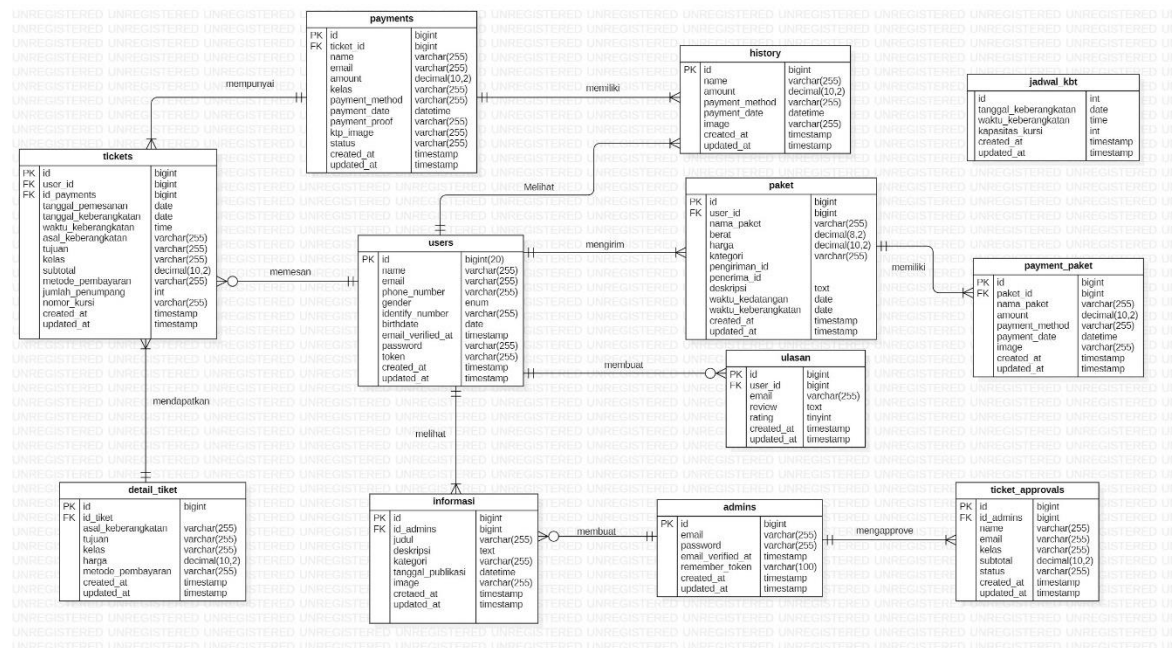 payments
PK id bigint
FK ticket_id bigint
name varchar(255)
email varchar(255)
amount decimal(10,2)
kelas varchar(255)
payment_method varchar(255)
payment_date datetime
payment_proof varchar(255)
ktp_image varchar(255)
status varchar(255)
created_at timestamp
updated_at timestamp
history
PK id bigint
name varchar(255)
amount decimal(10,2)
payment_method varchar(255)
payment_date datetime
image varchar(255)
created_at timestamp
updated_at timestamp
jadwal_kbt
id int
tanggal_keberangkatan date
waktu_keberangkatan time
kapasitas_kursi int
created_at timestamp
updated_at timestamp
mempunyai
memiliki
tickets
PK id bigint
FK user_id bigint
FK id_payments bigint
tanggal_pemesanan date
tanggal_keberangkatan date
waktu_keberangkatan time
asal_keberangkatan varchar(255)
tujuan varchar(255)
kelas varchar(255)
subtotal decimal(10,2)
metode_pembayaran varchar(255)
jumlah_penumpang int
nomor_kursi varchar(255)
created_at timestamp
updated_at timestamp
Melihat
memesan
users
PK id bigint(20)
name varchar(255)
email varchar(255)
phone_number varchar(255)
gender enum
identify_number varchar(255)
birthdate date
email_verified_at timestamp
password varchar(255)
token varchar(255)
created_at timestamp
updated_at timestamp
mengirim
paket
PK id bigint
FK user_id bigint
nama_paket varchar(255)
berat decimal(8,2)
harga decimal(10,2)
kategori varchar(255)
pengiriman_id
penerima_id
deskripsi text
waktu_kedatangan date
waktu_keberangkatan date
created_at timestamp
updated_at timestamp
memiliki
payment_paket
PK id bigint
FK paket_id bigint
nama_paket varchar(255)
amount decimal(10,2)
payment_method varchar(255)
payment_date datetime
image varchar(255)
created_at timestamp
updated_at timestamp
membuat
ulasan
PK id bigint
FK user_id bigint
email varchar(255)
review text
rating tinyint
created_at timestamp
updated_at timestamp
mendapatkan
melihat
detail_tiket
PK id bigint
FK id_tiket
asal_keberangkatan varchar(255)
tujuan varchar(255)
kelas varchar(255)
harga decimal(10,2)
metode_pembayaran varchar(255)
created_at timestamp
updated_at timestamp
informasi
PK id bigint
FK id_admins bigint
judul varchar(255)
deskripsi text
kategori varchar(255)
tanggal_publikasi datetime
image varchar(255)
cretaed_at timestamp
updated_at timestamp
membuat
admins
PK id bigint
email varchar(255)
password varchar(255)
email_verified_at timestamp
remember_token varchar(100)
created_at timestamp
updated_at timestamp
mengapprove
ticket_approvals
PK id bigint
FK id_admins bigint
name varchar(255)
email varchar(255)
kelas varchar(255)
subtotal decimal(10,2)
status varchar(255)
created_at timestamp
updated_at timestamp